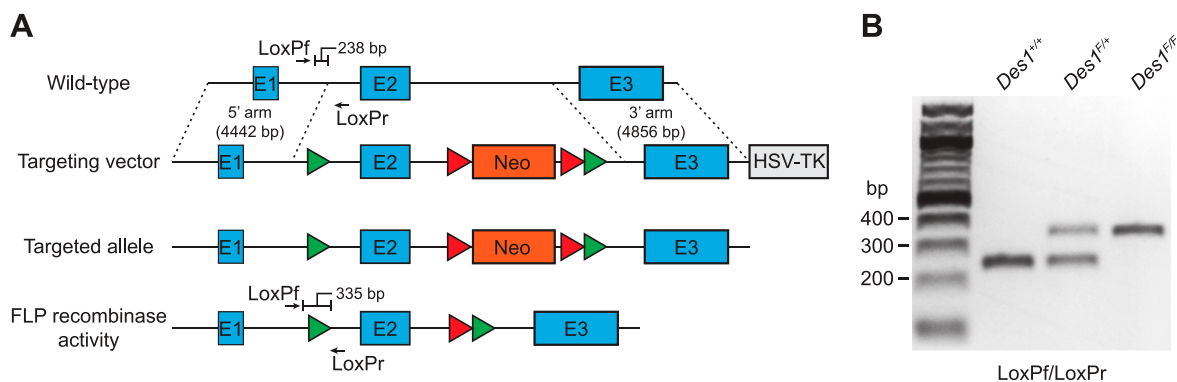 A
LoxPf
238 bp
Wild-type
E1
E2
E3
5' arm
(4442 bp)
LoxPr
3' arm
(4856 bp)
Targeting vector
E1
E2
Neo
E3
HSV-TK
Targeted allele
E1
E2
Neo
E3
LoxPf
335 bp
FLP recombinase
activity
E1
E2
E3
LoxPr
B
Des1+/+
Des1F/+
Des1F/F
bp
400
300
200
LoxPf/LoxPr